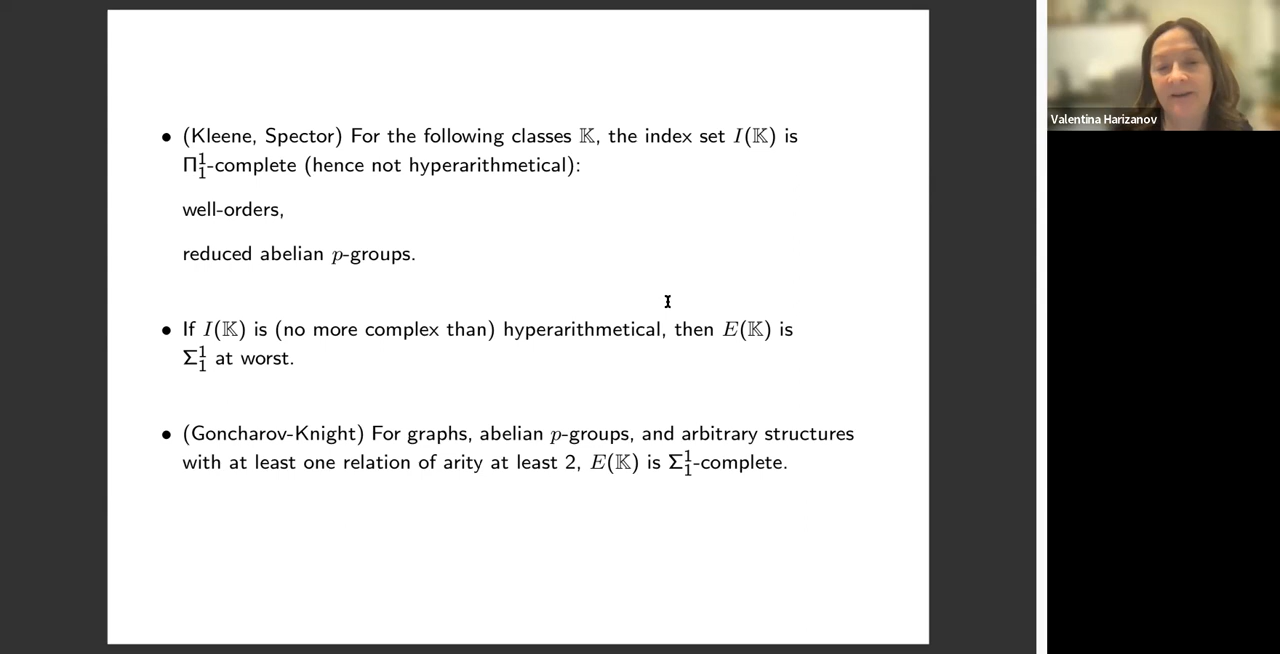 • (Kleene, Spector) For the following classes 𝕂, the index set I(𝕂) is
Π¹₁-complete (hence not hyperarithmetical):
well-orders,
reduced abelian p-groups.
• If I(𝕂) is (no more complex than) hyperarithmetical, then E(𝕂) is
Σ¹₁ at worst.
• (Goncharov-Knight) For graphs, abelian p-groups, and arbitrary structures
with at least one relation of arity at least 2, E(𝕂) is Σ¹₁-complete.
Valentina Harizanov